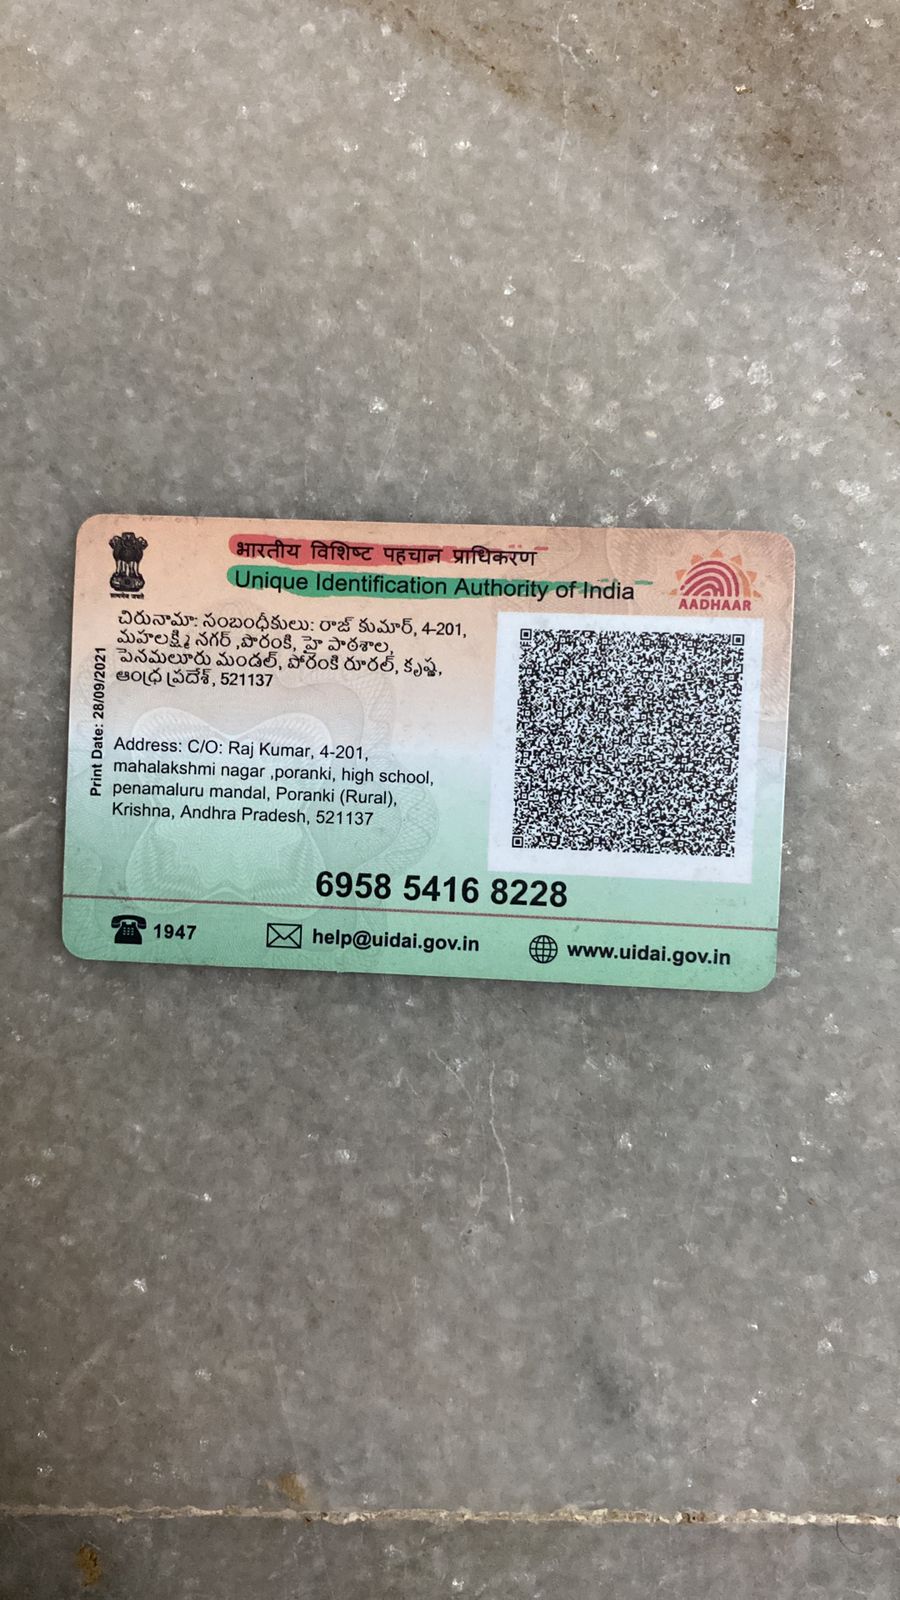 भारतीय विशिष्ट पहचान प्राधिकरण
Unique Identification Authority of India
AADHAAR
చిరునామా: సంబంధీకులు: రాజ్ కుమార్, 4-201,
మహలక్ష్మి నగర్ ,పోరంకి, హై పాఠశాల,
పెనమలూరు మండల్, పోరంకి రూరల్, కృష్ణ,
ఆంధ్ర ప్రదేశ్, 521137
Print Date: 28/09/2021
Address: C/O: Raj Kumar, 4-201,
mahalakshmi nagar ,poranki, high school,
penamaluru mandal, Poranki (Rural),
Krishna, Andhra Pradesh, 521137
6958 5416 8228
1947
help@uidai.gov.in
www.uidai.gov.in